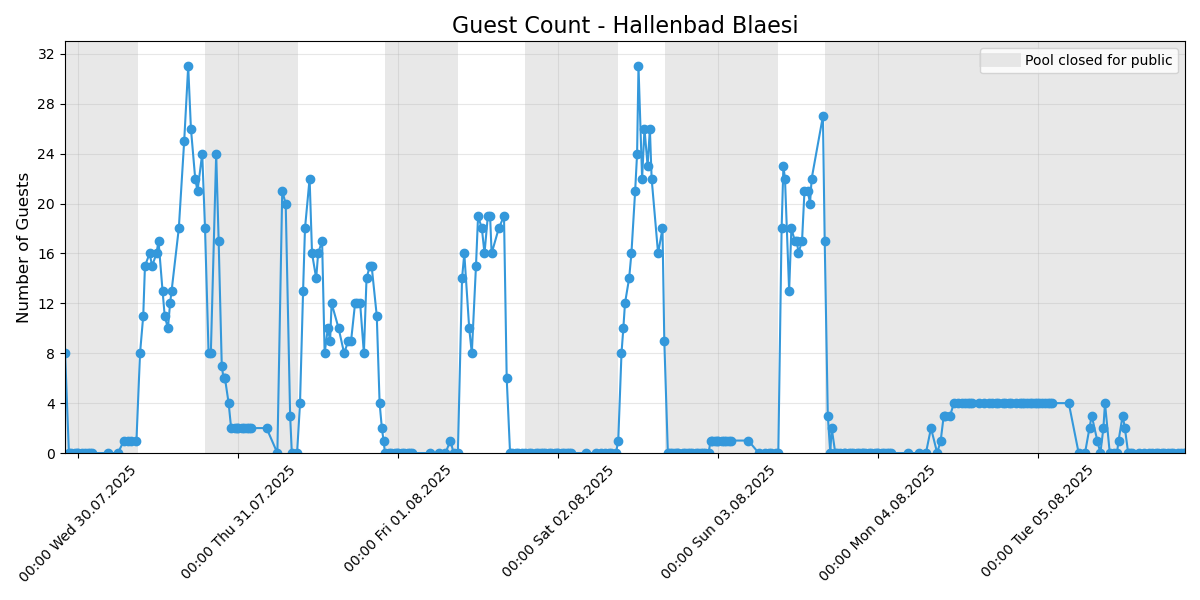 Guest Count - Hallenbad Blaesi
Pool closed for public
Number of Guests
32
28
24
20
16
12
8
4
0
00:00 Wed 30.07.2025
00:00 Thu 31.07.2025
00:00 Fri 01.08.2025
00:00 Sat 02.08.2025
00:00 Sun 03.08.2025
00:00 Mon 04.08.2025
00:00 Tue 05.08.2025